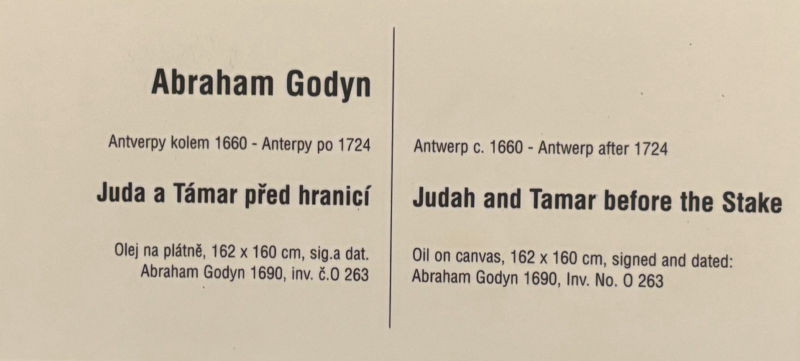 Abraham Godyn
Antverpy kolem 1660 - Anterpy po 1724
Juda a Támar před hranicí
Olej na plátně, 162 x 160 cm, sig.a dat.
Abraham Godyn 1690, inv. č.O 263
Antwerp c. 1660 - Antwerp after 1724
Judah and Tamar before the Stake
Oil on canvas, 162 x 160 cm, signed and dated:
Abraham Godyn 1690, Inv. No. O 263